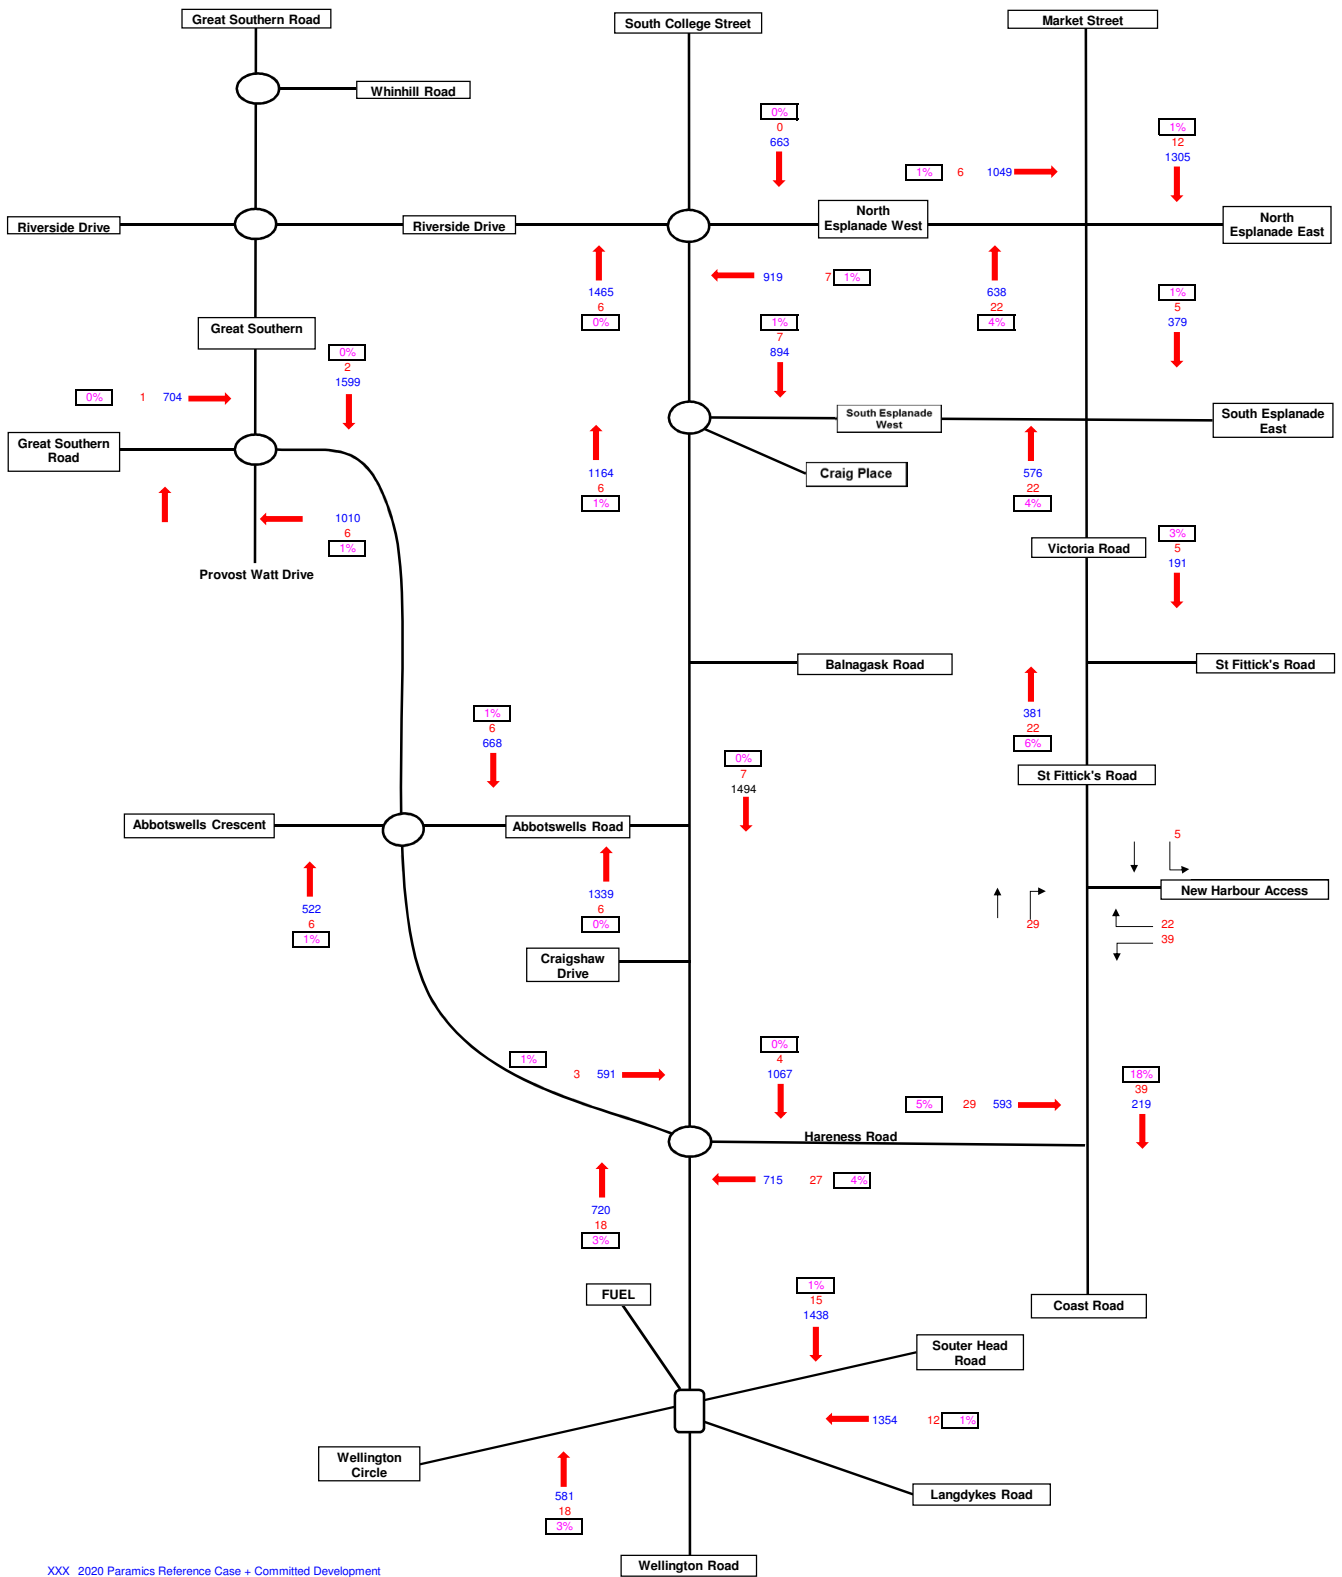 Great Southern Road
South College Street
Market Street
Whinhill Road
0%
0
663
1%
12
1305
1% 6 1049
Riverside Drive
Riverside Drive
North
Esplanade West
North
Esplanade East
919 7 1%
1465
6
0%
638
22
4%
1%
5
379
Great Southern
0%
2
1599
1%
7
894
0% 1 704
Great Southern
Road
South Esplanade
West
South Esplanade
East
Craig Place
1164
6
1%
576
22
4%
1010
6
1%
Provost Watt Drive
Victoria Road
3%
5
191
Balnagask Road
St Fittick's Road
1%
6
668
381
22
6%
0%
7
1494
St Fittick's Road
Abbotswells Crescent
Abbotswells Road
5
New Harbour Access
522
6
1%
1339
6
0%
29
22
39
Craigshaw
Drive
1% 3 591
0%
4
1067
18%
39
219
5% 29 593
Hareness Road
715 27 4%
720
18
3%
FUEL
1%
15
1438
Coast Road
Souter Head
Road
1354 12 1%
Wellington
Circle
581
18
3%
Langdykes Road
Wellington Road
XXX 2020 Paramics Reference Case + Committed Development